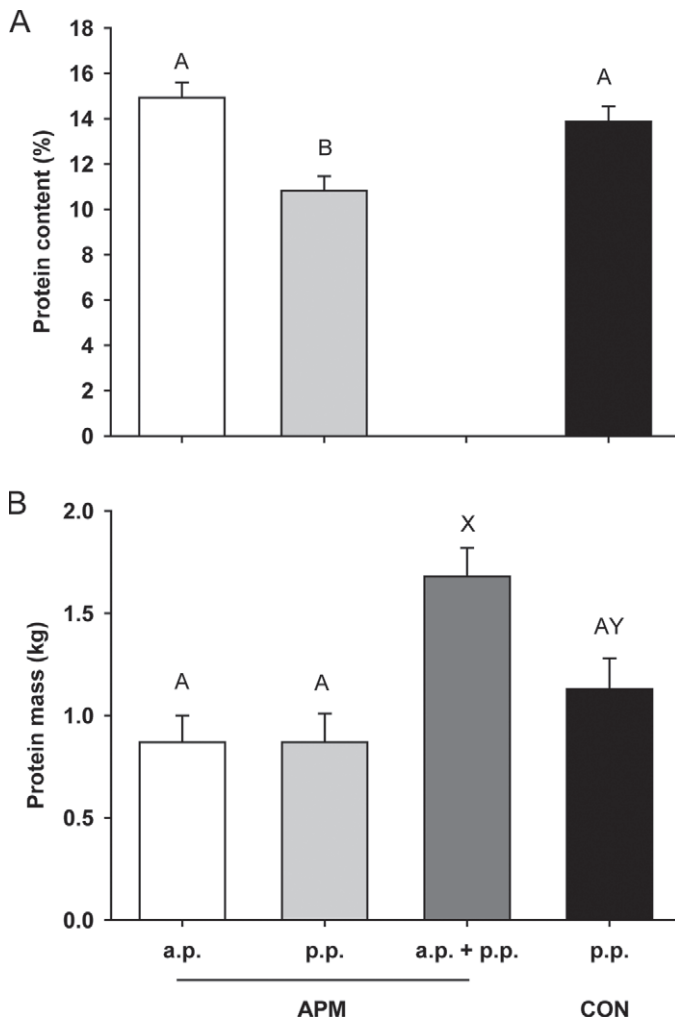 A
Protein content (%)
18
16
14
12
10
8
6
4
2
0
A
B
A
B
Protein mass (kg)
2.0
1.5
1.0
0.5
0.0
A
A
X
AY
a.p. p.p. a.p. + p.p. p.p.
APM CON